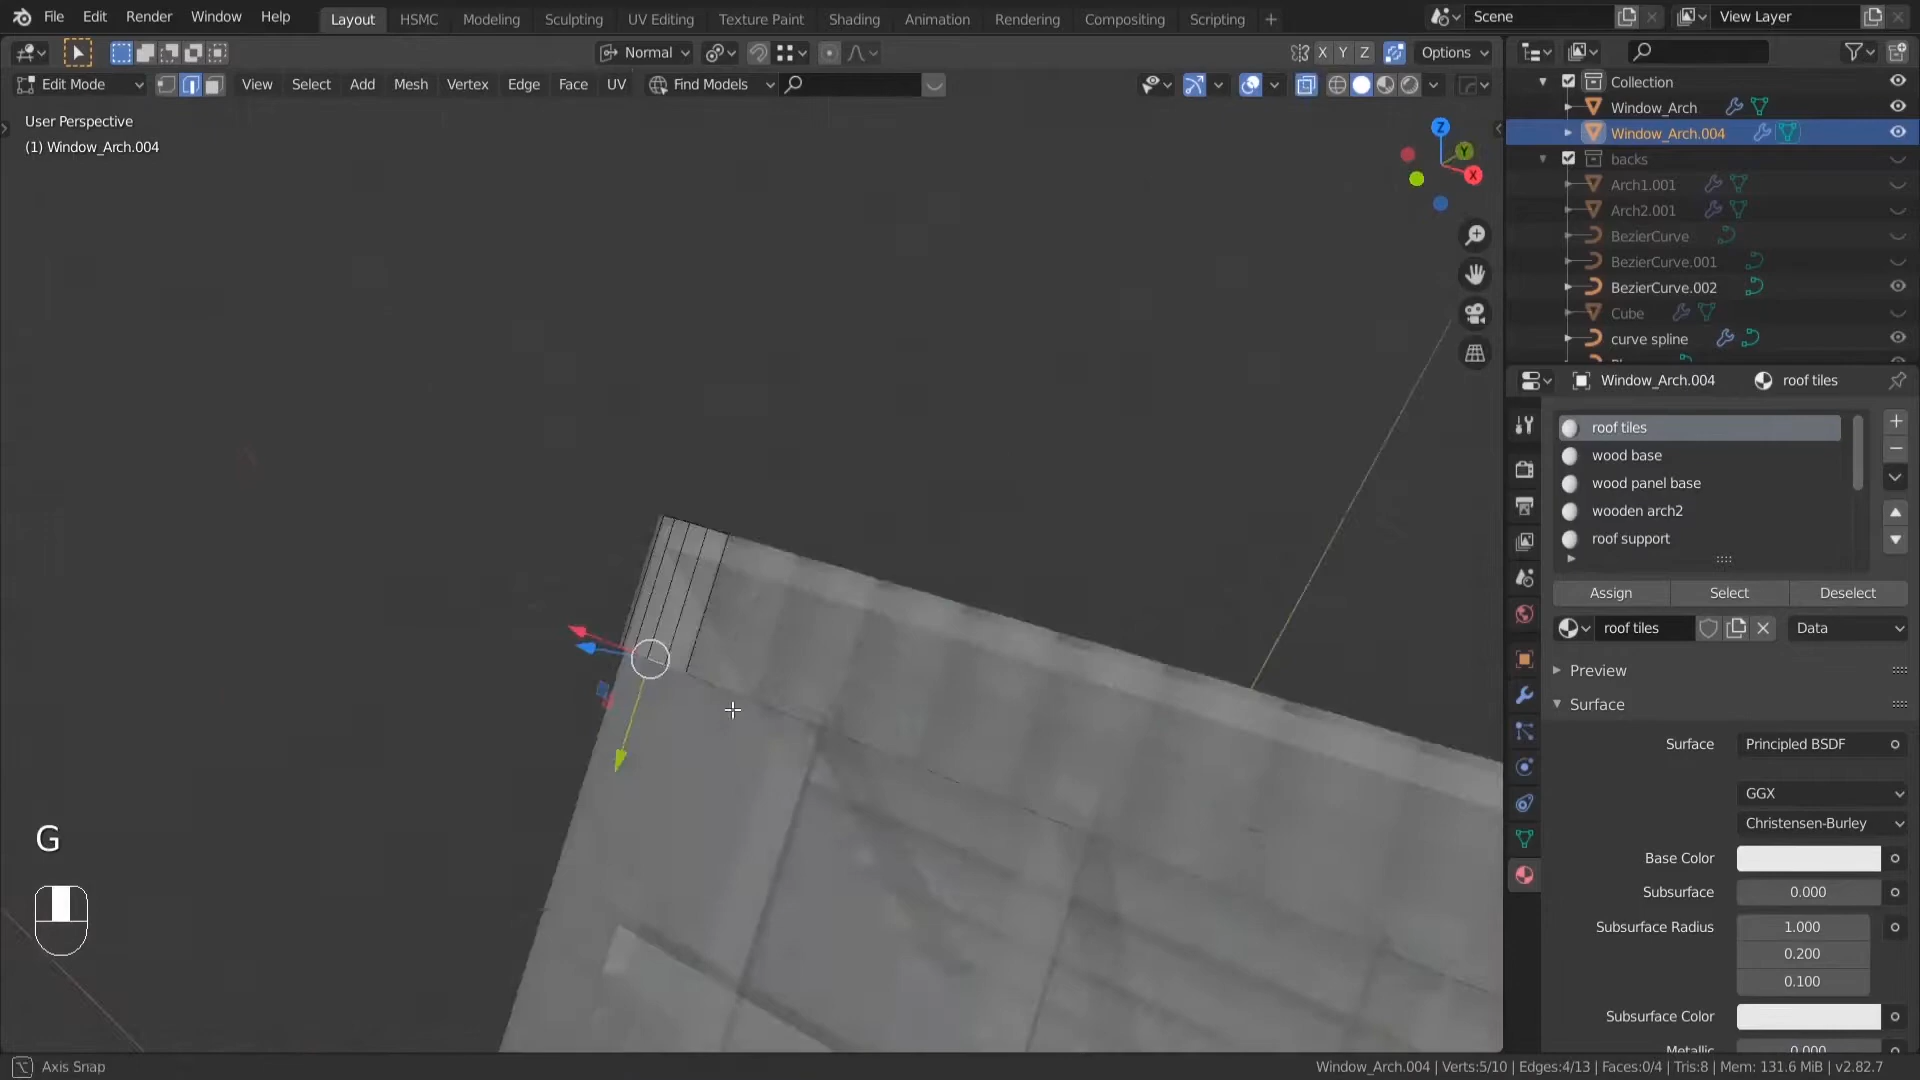 File Edit Render Window Help
Layout HSMC Modeling Sculpting UV Editing Texture Paint Shading Animation Rendering Compositing Scripting +
Scene
View Layer
Normal
X Y Z
Options
Edit Mode
View Select Add Mesh Vertex Edge Face UV
Find Models
User Perspective
(1) Window_Arch.004
Z
Y
X
Collection
Window_Arch
Window_Arch.004
backs
Arch1.001
Arch2.001
BezierCurve
BezierCurve.001
BezierCurve.002
Cube
curve spline
Window_Arch.004 roof tiles
roof tiles
wood base
wood panel base
wooden arch2
roof support
Assign Select Deselect
roof tiles Data
Preview
Surface
Surface Principled BSDF
GGX
Christensen-Burley
Base Color
Subsurface 0.000
Subsurface Radius 1.000
0.200
0.100
Subsurface Color
Metallic 0.000
G
Axis Snap
Window_Arch.004 | Verts:5/10 | Edges:4/13 | Faces:0/4 | Tris:8 | Mem: 131.6 MiB | v2.82.7